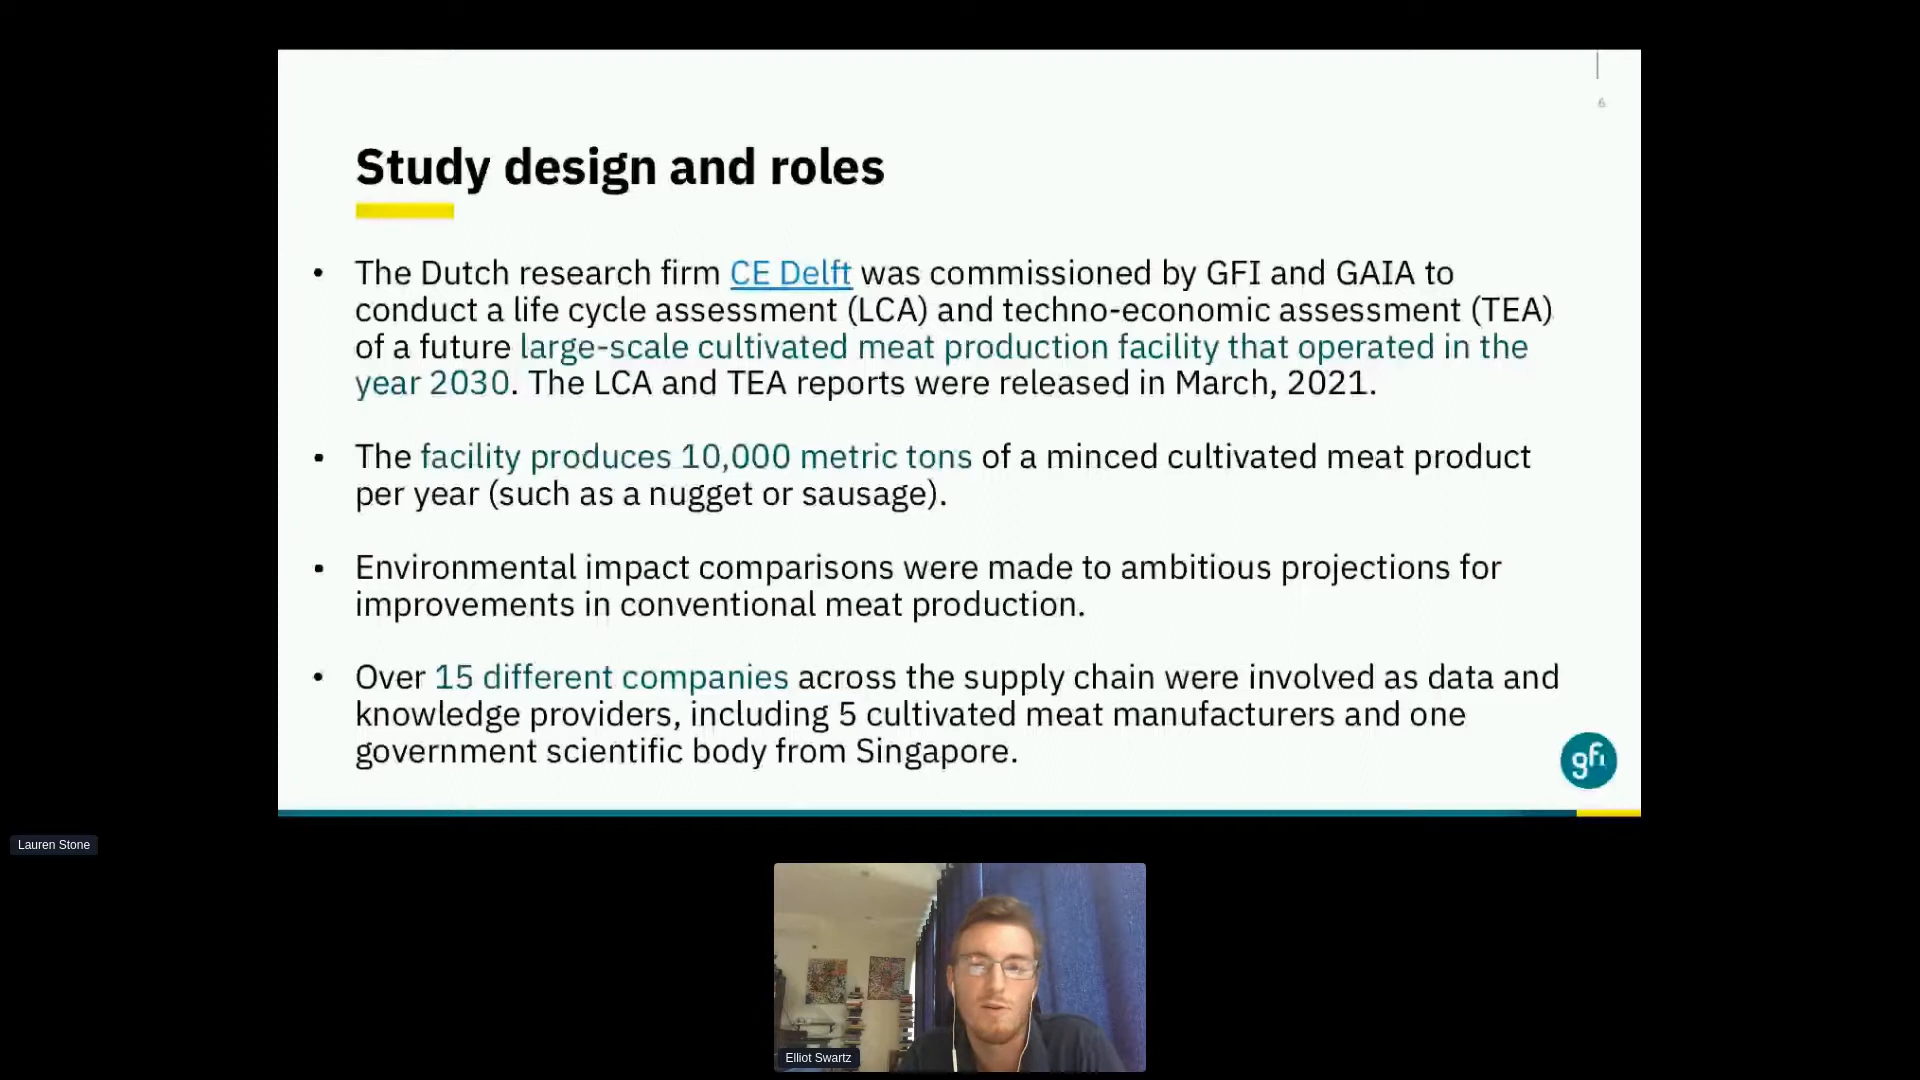 6
Study design and roles
• The Dutch research firm CE Delft was commissioned by GFI and GAIA to
conduct a life cycle assessment (LCA) and techno-economic assessment (TEA)
of a future large-scale cultivated meat production facility that operated in the
year 2030. The LCA and TEA reports were released in March, 2021.
• The facility produces 10,000 metric tons of a minced cultivated meat product
per year (such as a nugget or sausage).
• Environmental impact comparisons were made to ambitious projections for
improvements in conventional meat production.
• Over 15 different companies across the supply chain were involved as data and
knowledge providers, including 5 cultivated meat manufacturers and one
government scientific body from Singapore.
gfi
Lauren Stone
Elliot Swartz